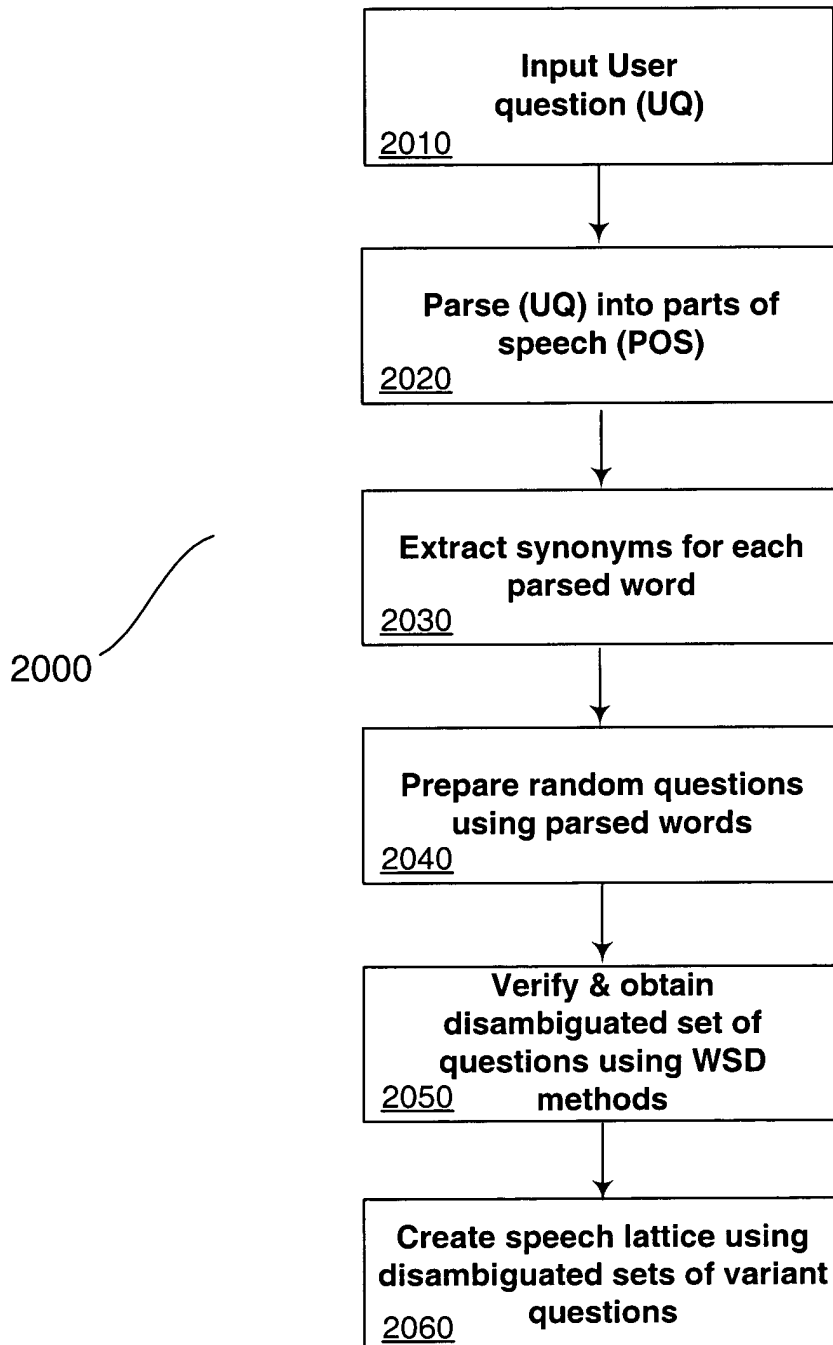 Input User
question (UQ)
2010
Parse (UQ) into parts of
speech (POS)
2020
Extract synonyms for each
parsed word
2030
2000
Prepare random questions
using parsed words
2040
Verify & obtain
disambiguated set of
questions using WSD
methods
2050
Create speech lattice using
disambiguated sets of variant
questions
2060